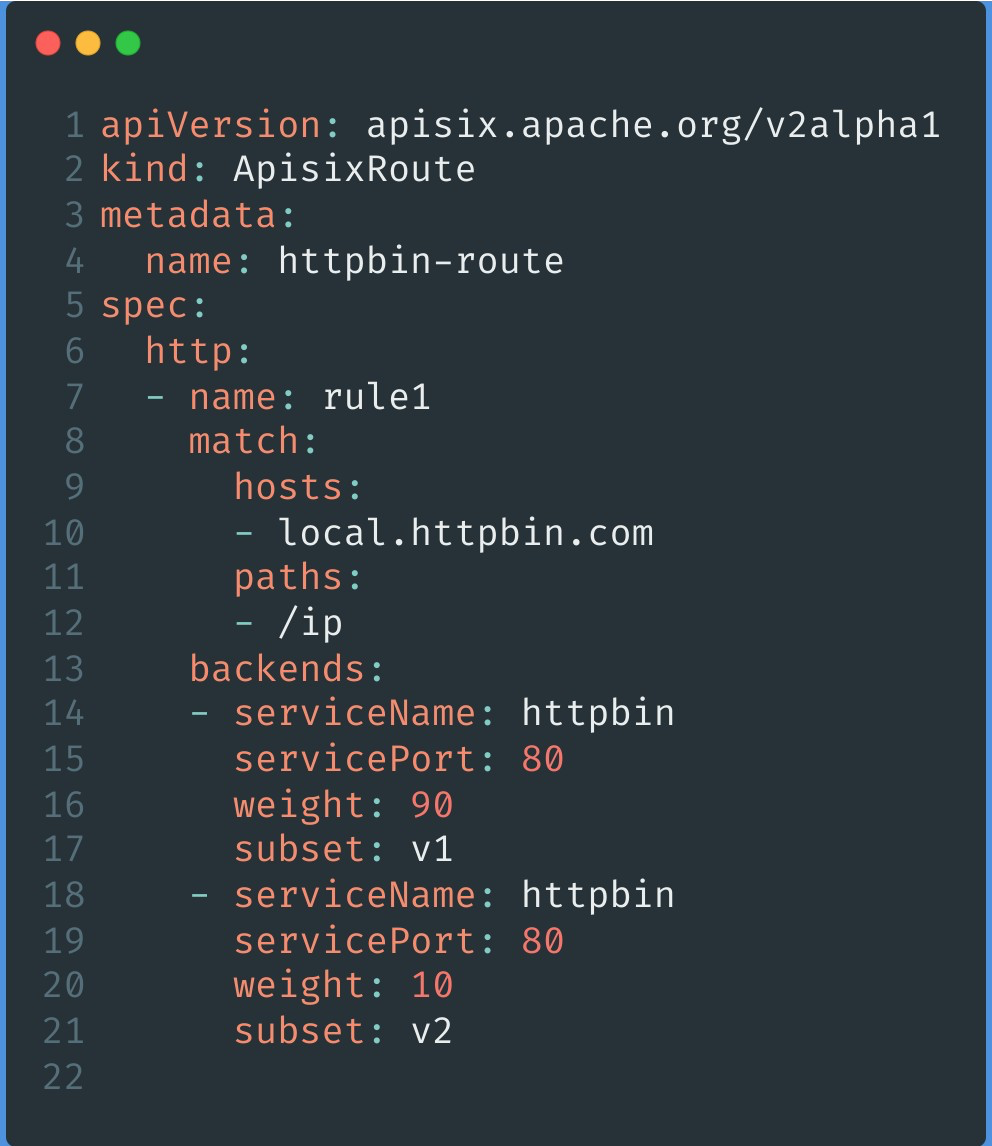 1 apiVersion: apisix.apache.org/v2alpha1
2 kind: ApisixRoute
3 metadata:
4   name: httpbin-route
5 spec:
6   http:
7   - name: rule1
8     match:
9       hosts:
10       - local.httpbin.com
11       paths:
12       - /ip
13     backends:
14     - serviceName: httpbin
15       servicePort: 80
16       weight: 90
17       subset: v1
18     - serviceName: httpbin
19       servicePort: 80
20       weight: 10
21       subset: v2
22